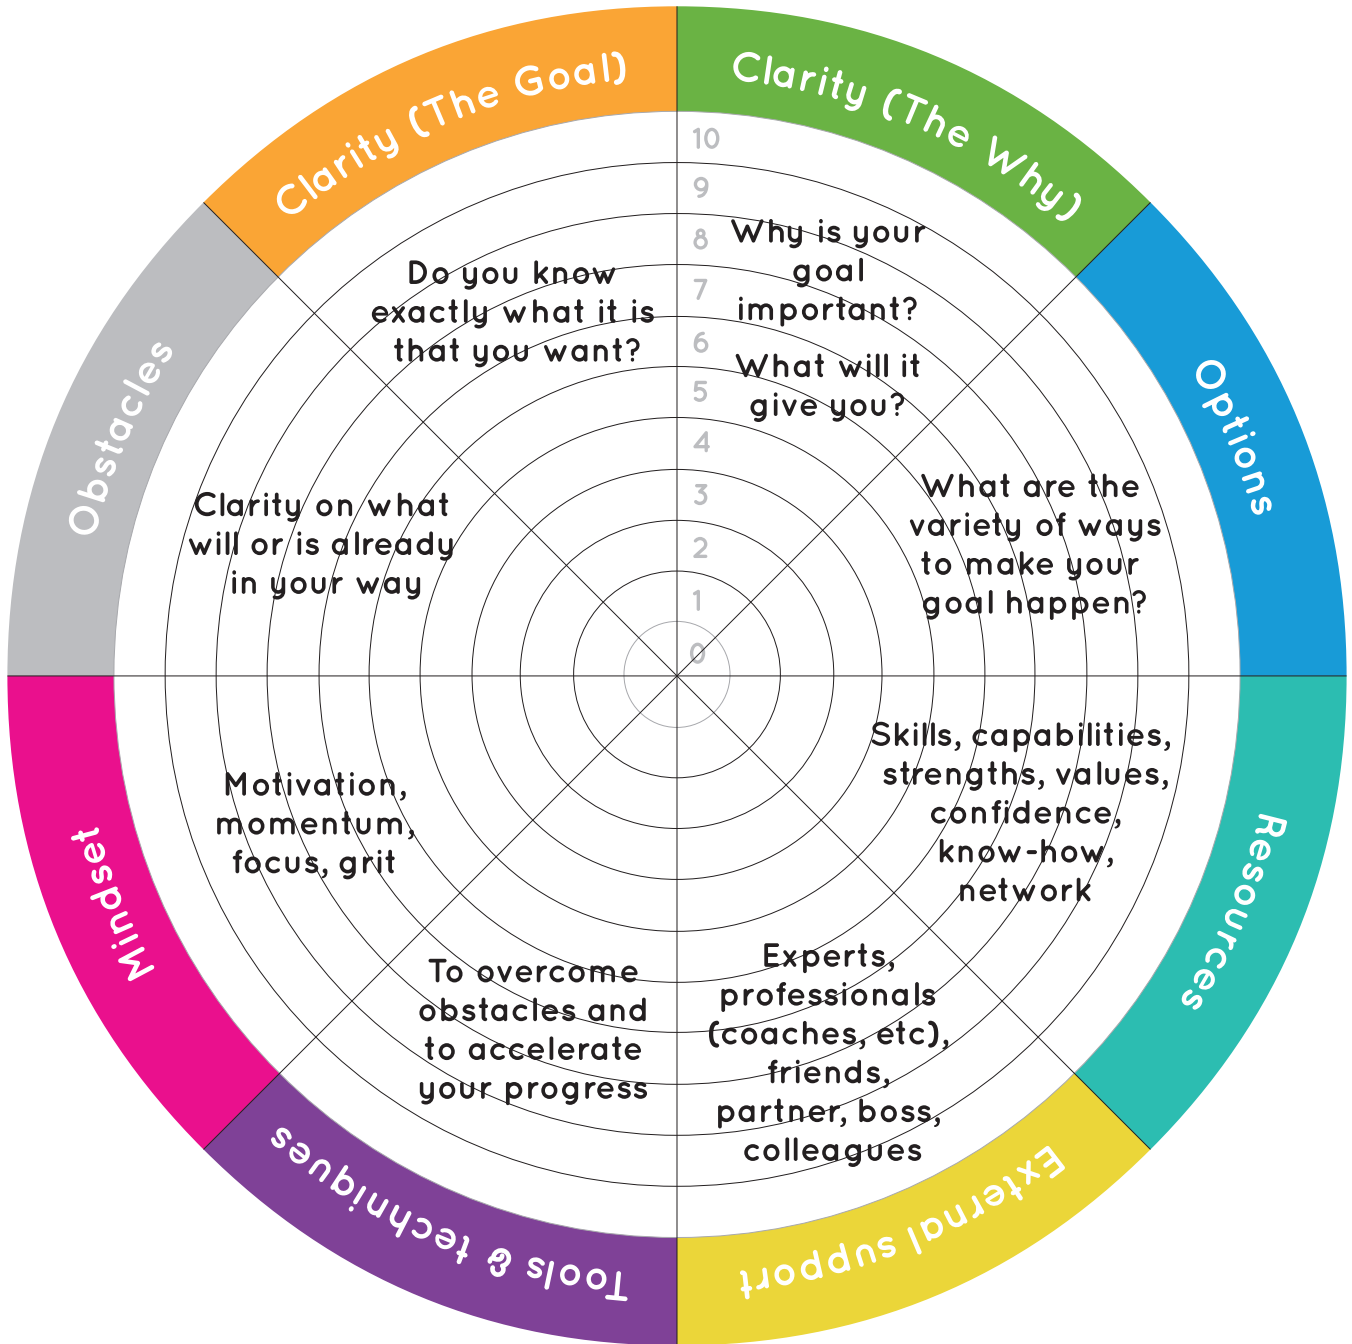 Clarity (The Goal)
Clarity (The Why)
Options
Resources
External support
Tools & techniques
Mindset
Obstacles
10
9
8
7
6
5
4
3
2
1
0
Do you know
exactly what it is
that you want?
Why is your
goal
important?
What will it
give you?
What are the
variety of ways
to make your
goal happen?
Skills, capabilities,
strengths, values,
confidence,
know-how,
network
Experts,
professionals
(coaches, etc),
friends,
partner, boss,
colleagues
To overcome
obstacles and
to accelerate
your progress
Motivation,
momentum,
focus, grit
Clarity on what
will or is already
in your way